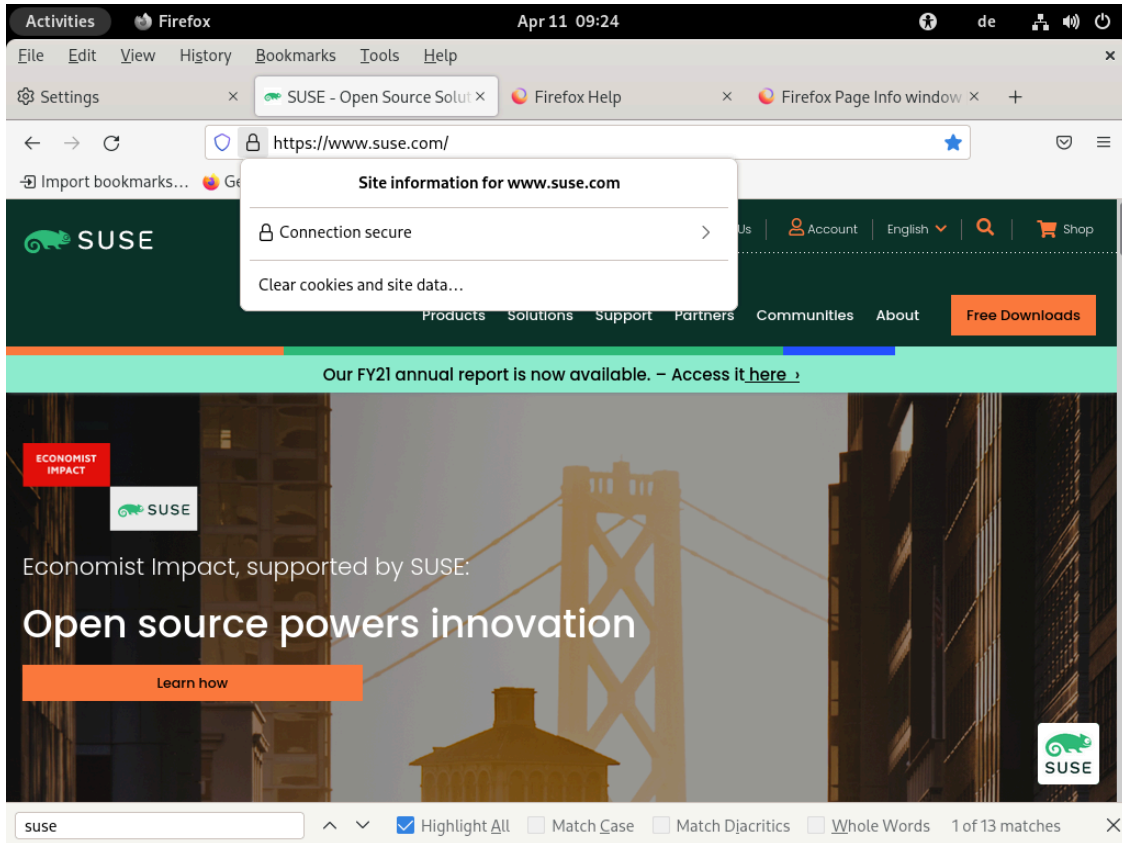 Activities Firefox Apr 11 09:24 de
File Edit View History Bookmarks Tools Help
Settings SUSE - Open Source Solut Firefox Help Firefox Page Info window
https://www.suse.com/
Import bookmarks… Ge
Site information for www.suse.com
Connection secure
Clear cookies and site data…
SUSE
Us Account English Shop
Products Solutions Support Partners Communities About Free Downloads
Our FY21 annual report is now available. – Access it here ›
ECONOMIST
IMPACT
SUSE
Economist Impact, supported by SUSE:
Open source powers innovation
Learn how
SUSE
suse Highlight All Match Case Match Diacritics Whole Words 1 of 13 matches